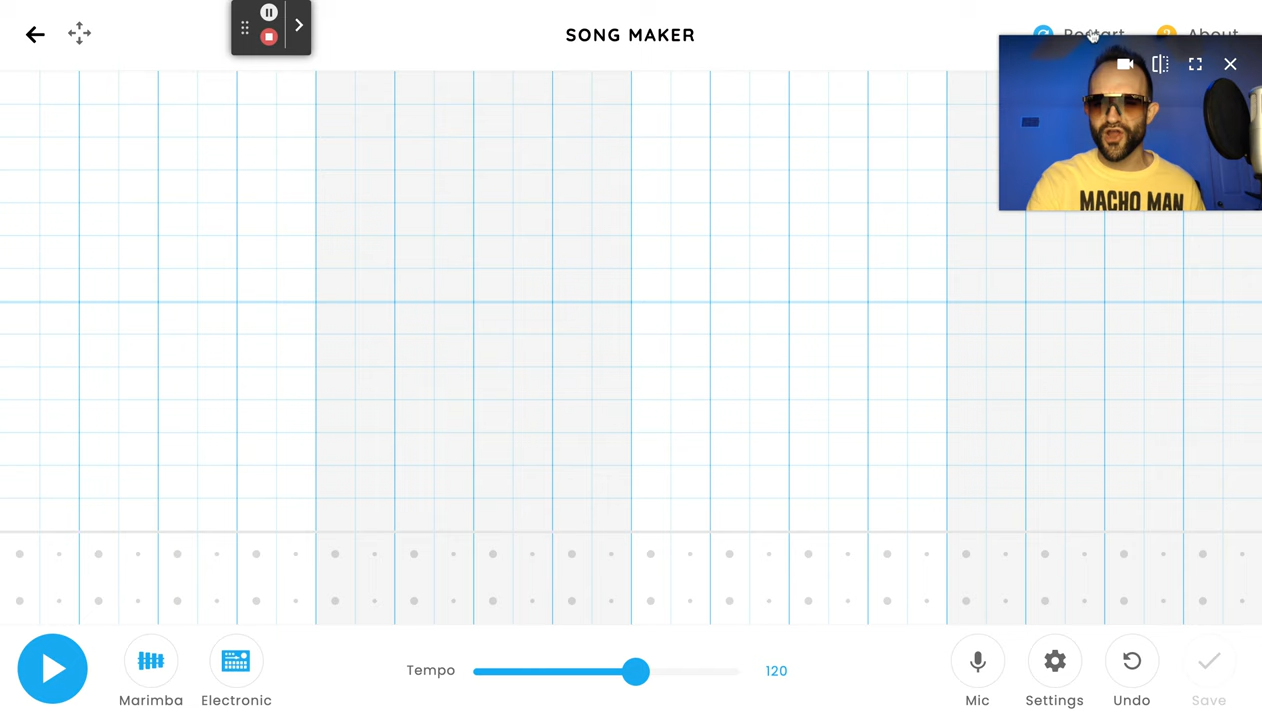 SONG MAKER
Restart
About
MACHO MAN
Marimba
Electronic
Tempo
120
Mic
Settings
Undo
Save